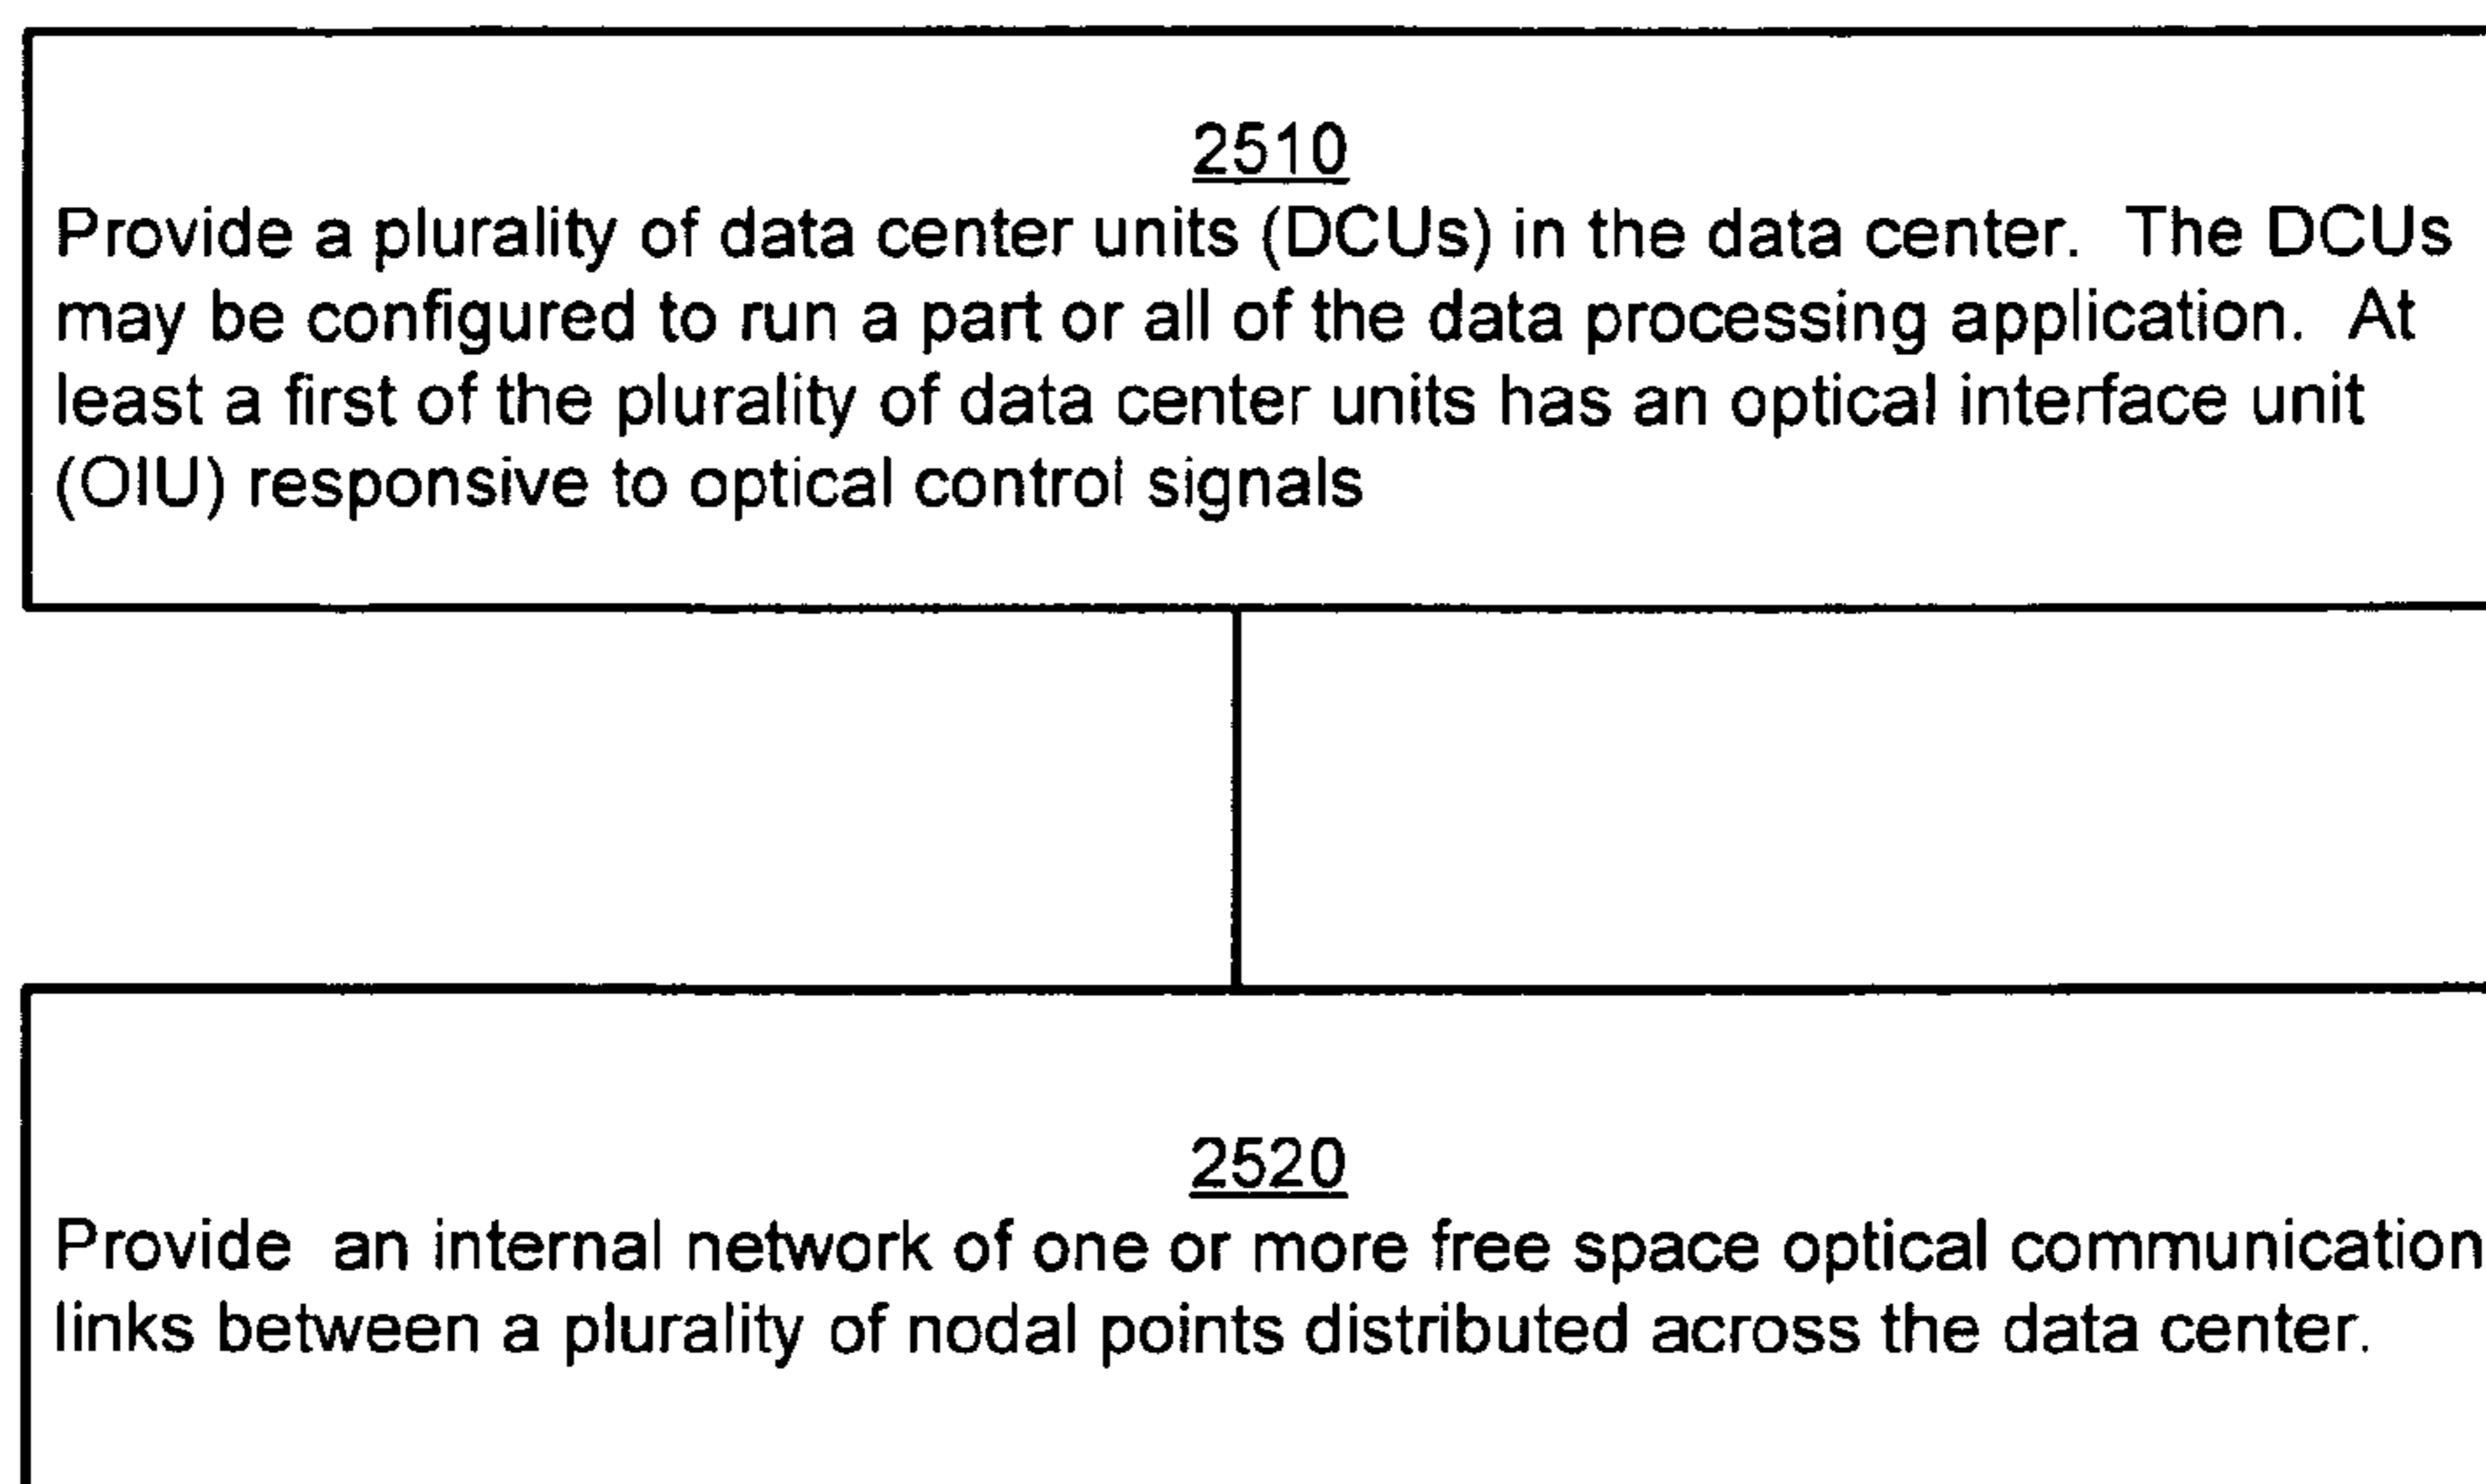 2510
Provide a plurality of data center units (DCUs) in the data center. The DCUs
may be configured to run a part or all of the data processing application. At
least a first of the plurality of data center units has an optical interface unit
(OIU) responsive to optical control signals
2520
Provide an internal network of one or more free space optical communication
links between a plurality of nodal points distributed across the data center.